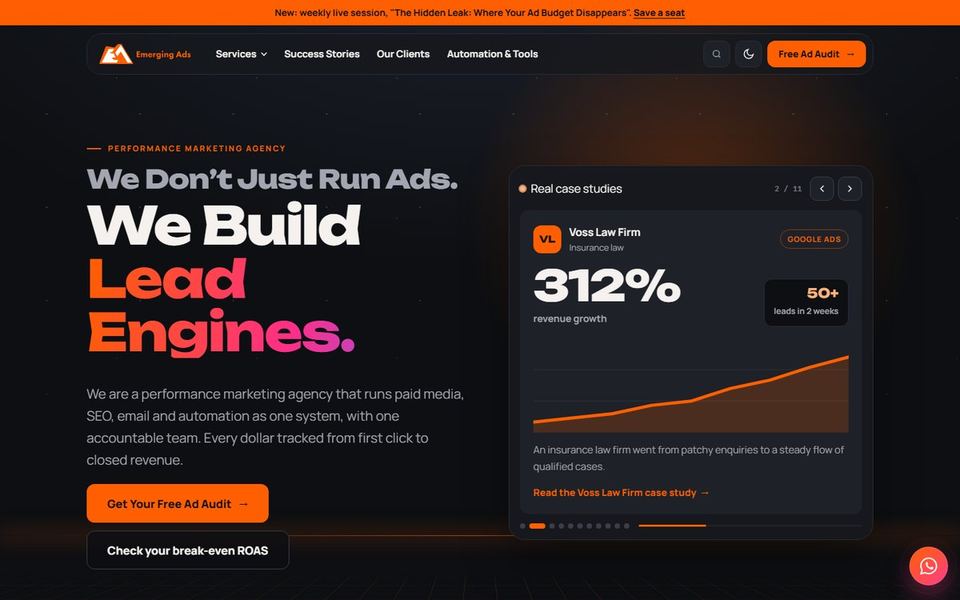 New: weekly live session, "The Hidden Leak: Where Your Ad Budget Disappears". Save a seat
Emerging Ads
Services
Success Stories
Our Clients
Automation & Tools
Free Ad Audit →
PERFORMANCE MARKETING AGENCY
We Don’t Just Run Ads.
We Build
Lead
Engines.
We are a performance marketing agency that runs paid media,
SEO, email and automation as one system, with one
accountable team. Every dollar tracked from first click to
closed revenue.
Get Your Free Ad Audit →
Check your break-even ROAS
Real case studies
2 / 11
VL
Voss Law Firm
Insurance law
GOOGLE ADS
312%
revenue growth
50+
leads in 2 weeks
An insurance law firm went from patchy enquiries to a steady flow of
qualified cases.
Read the Voss Law Firm case study →